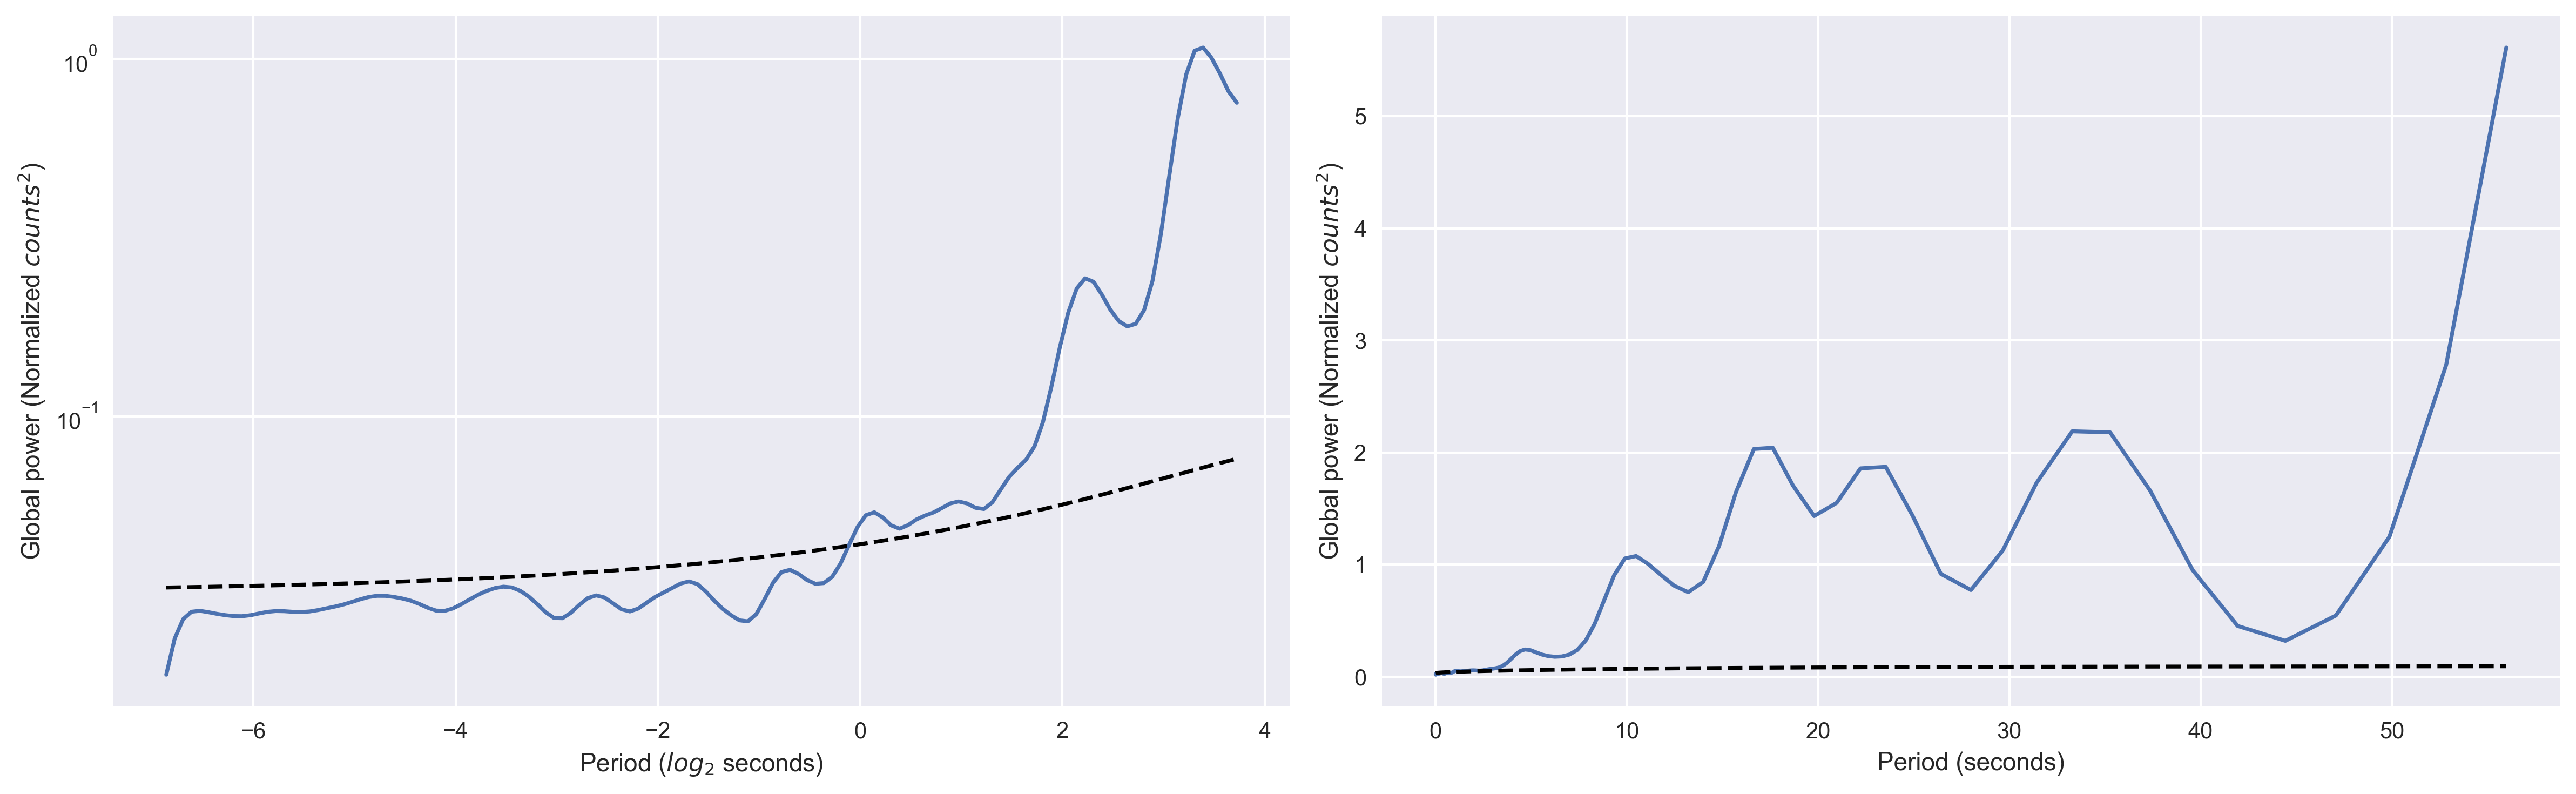 10^0
10^−1
Global power (Normalized counts^2)
−6 −4 −2 0 2 4
Period (log_2 seconds)
5
4
3
2
1
0
Global power (Normalized counts^2)
0 10 20 30 40 50
Period (seconds)